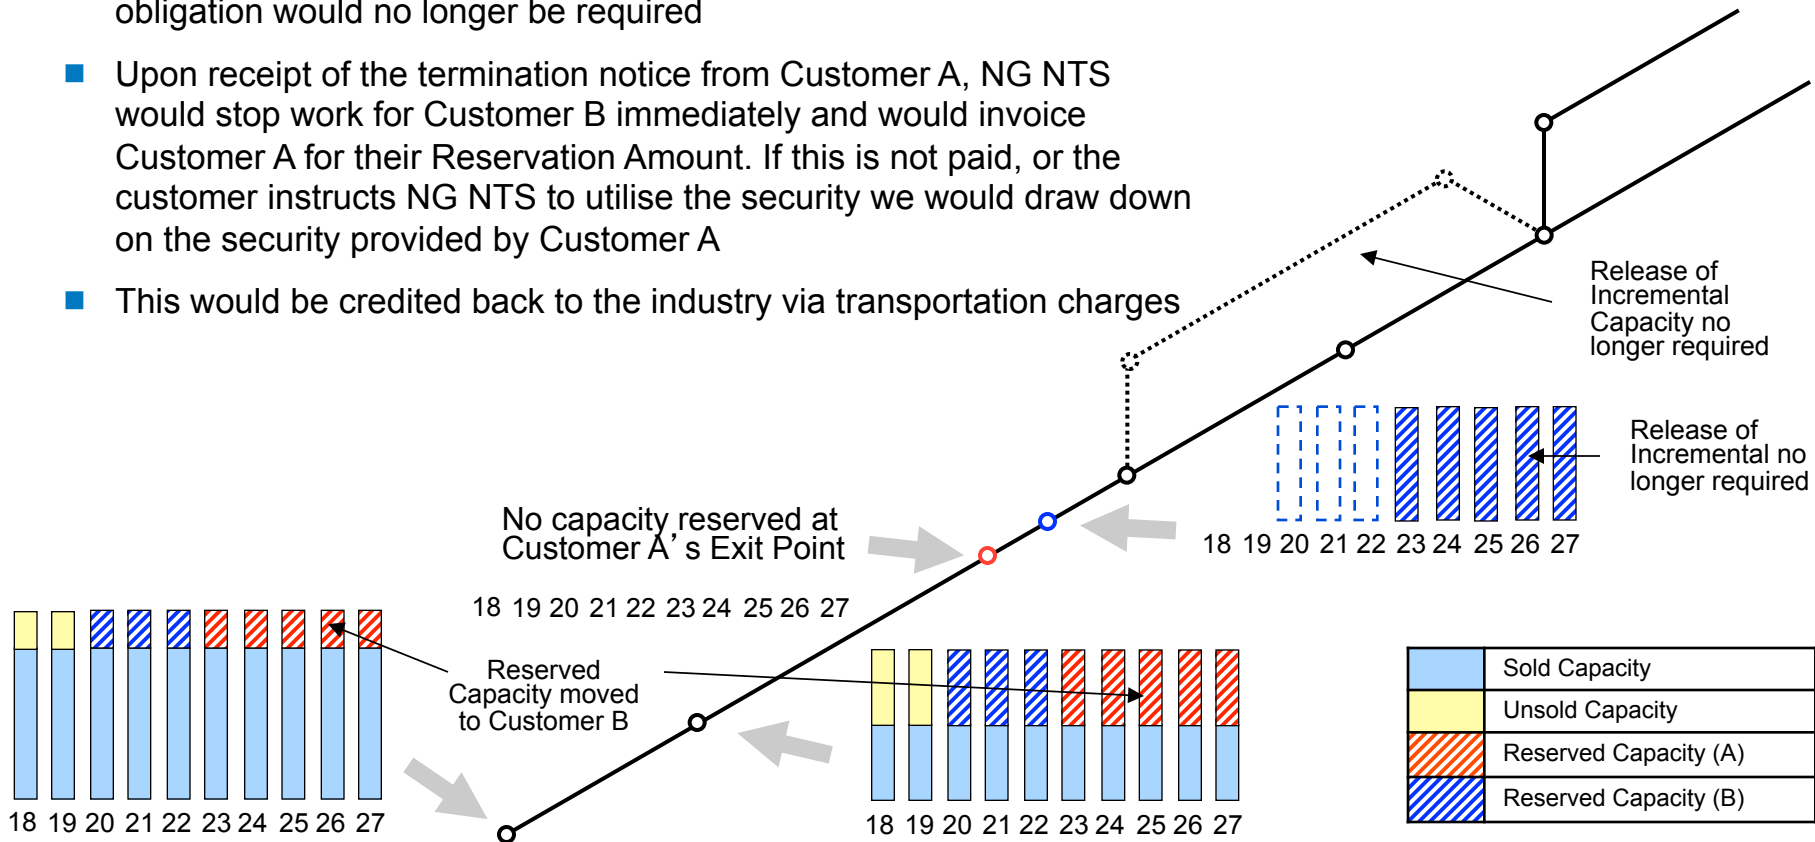 obligation would no longer be required
Upon receipt of the termination notice from Customer A, NG NTS
would stop work for Customer B immediately and would invoice
Customer A for their Reservation Amount. If this is not paid, or the
customer instructs NG NTS to utilise the security we would draw down
on the security provided by Customer A
This would be credited back to the industry via transportation charges
Release of
Incremental
Capacity no
longer required
Release of
Incremental no
longer required
18 19 20 21 22 23 24 25 26 27
No capacity reserved at
Customer A’s Exit Point
18 19 20 21 22 23 24 25 26 27
Reserved
Capacity moved
to Customer B
18 19 20 21 22 23 24 25 26 27
18 19 20 21 22 23 24 25 26 27
Sold Capacity
Unsold Capacity
Reserved Capacity (A)
Reserved Capacity (B)